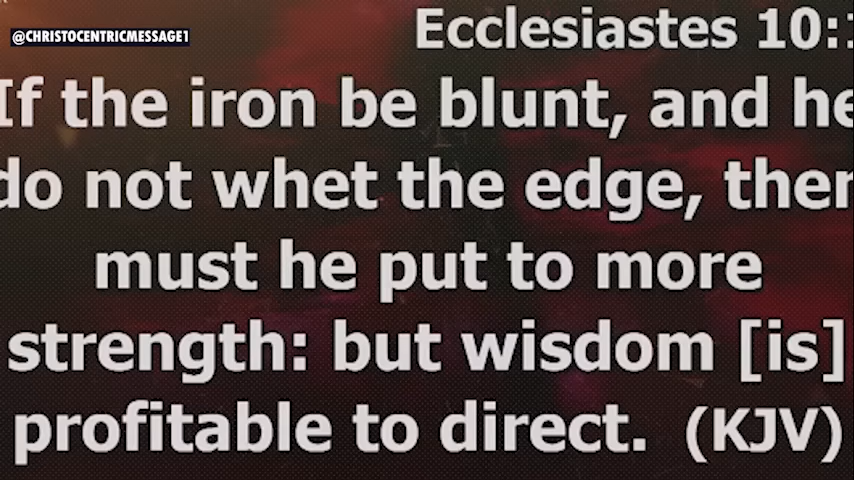 @CHRISTOCENTRICMESSAGE1
Ecclesiastes 10:1
If the iron be blunt, and he
do not whet the edge, then
must he put to more
strength: but wisdom [is]
profitable to direct. (KJV)